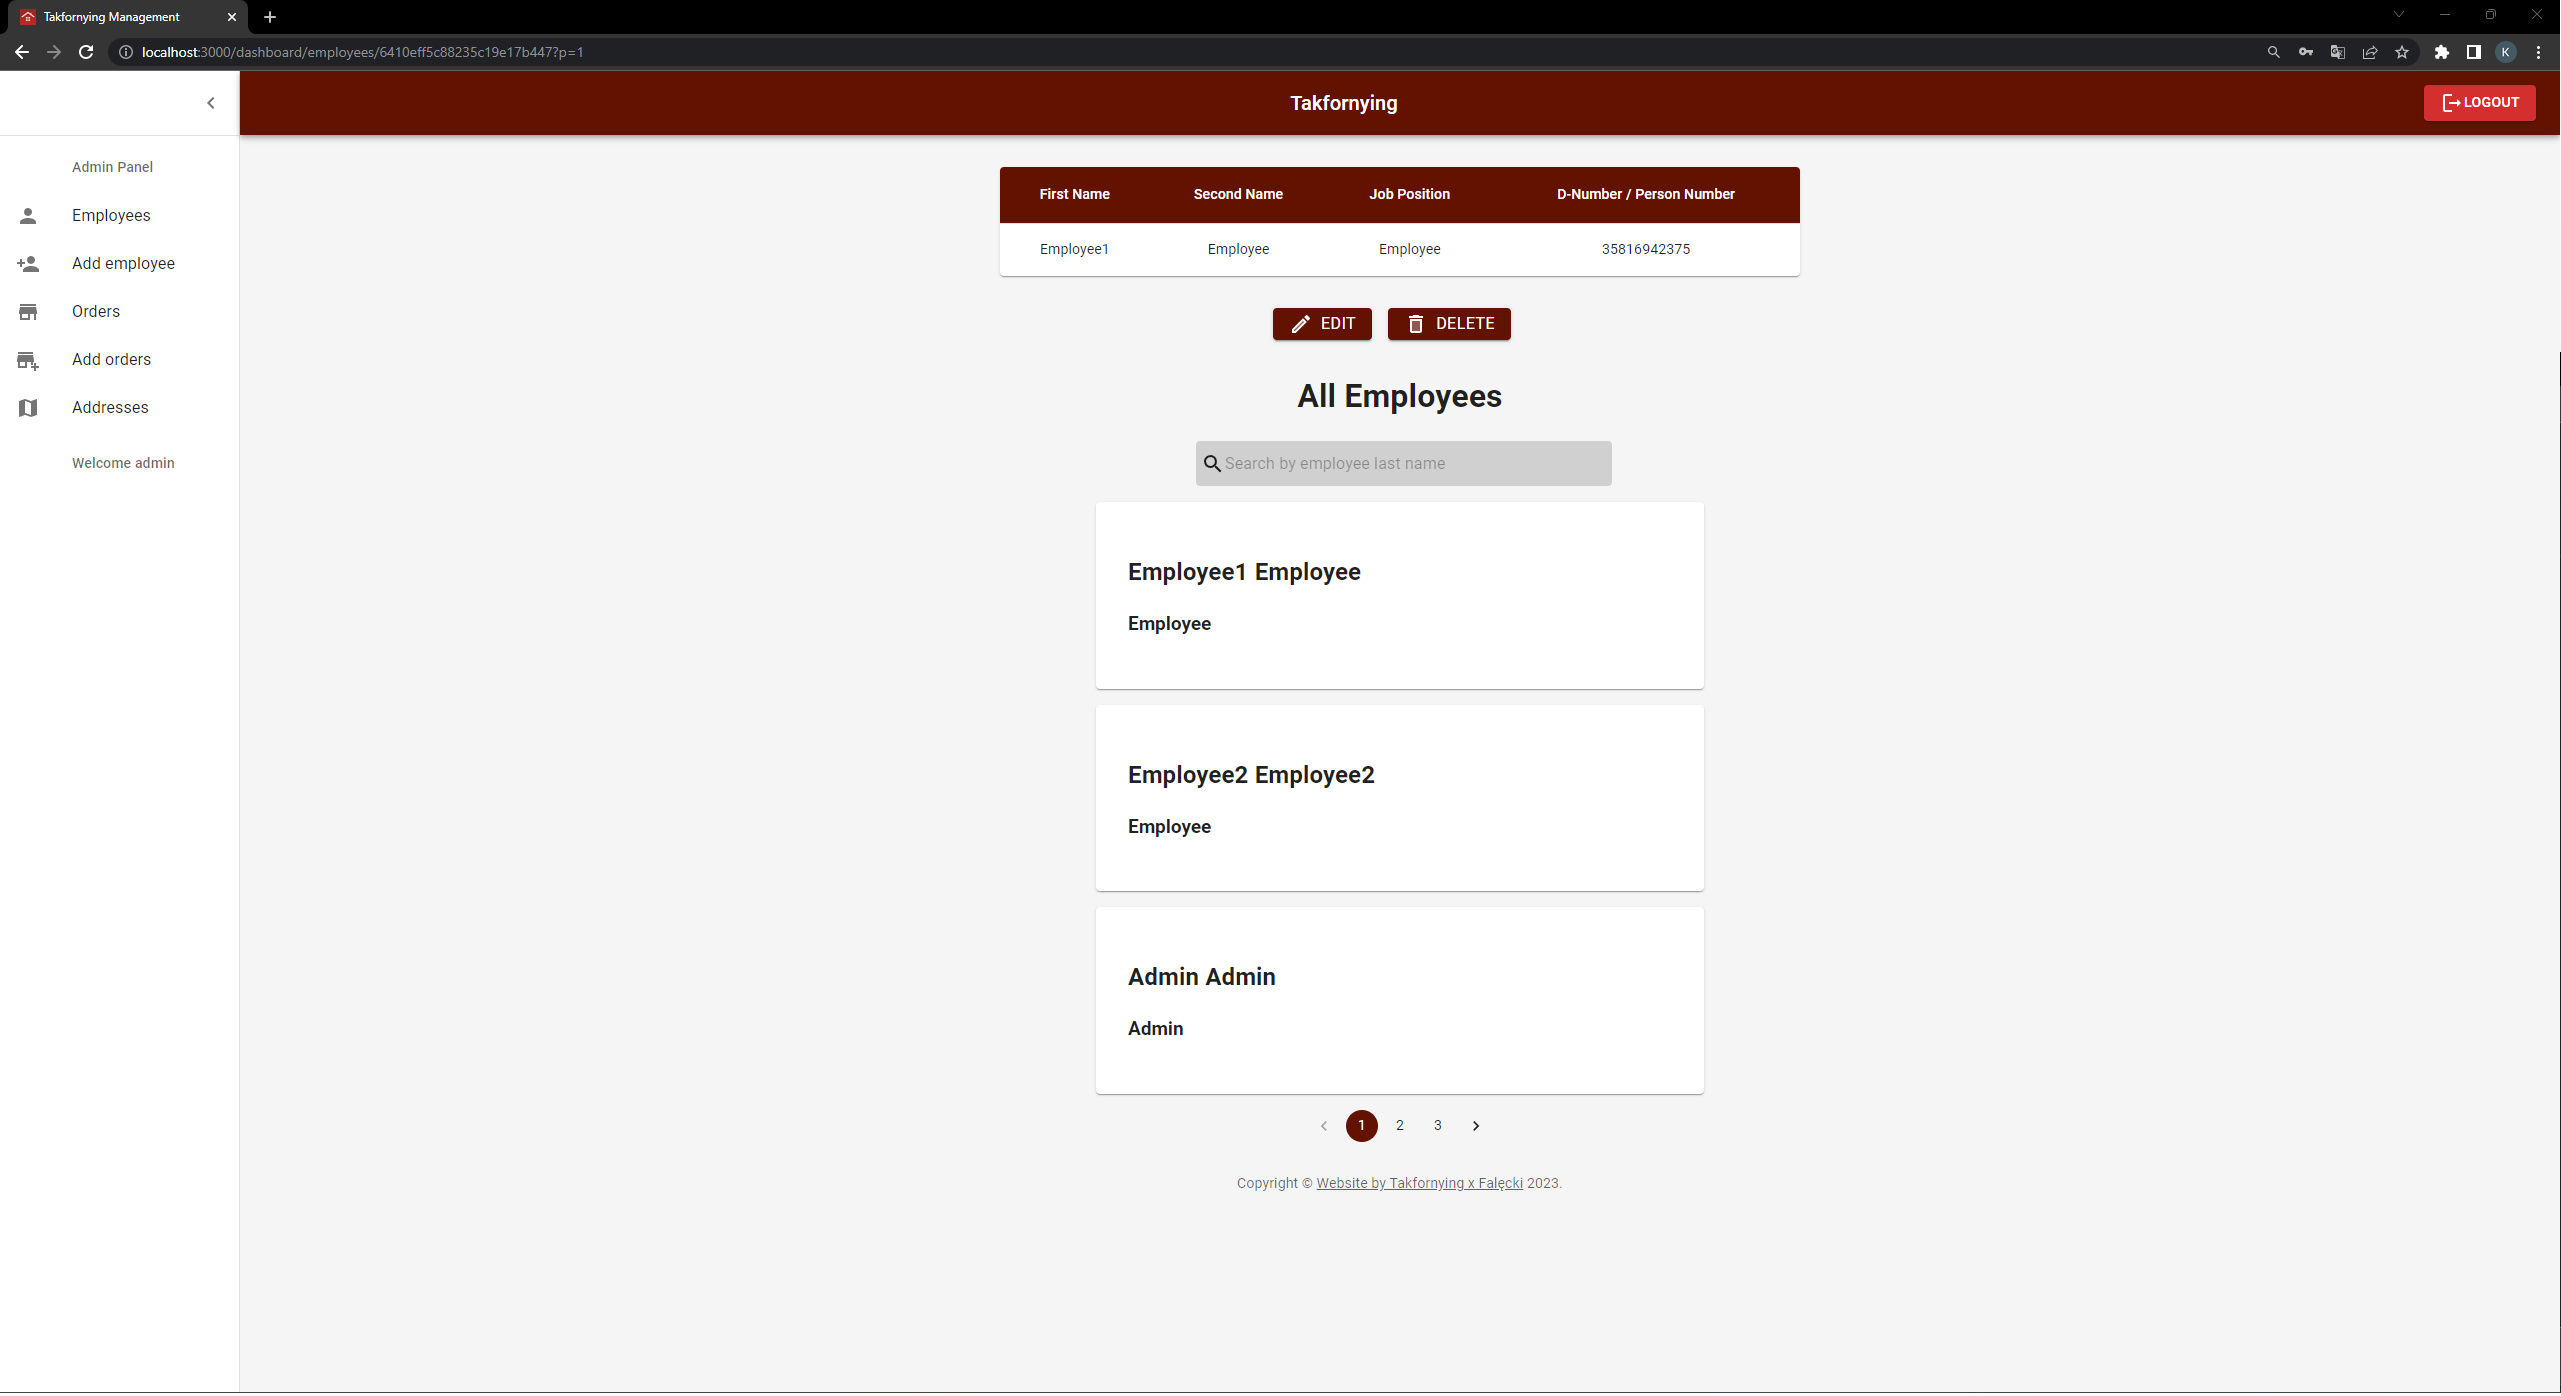 Takfornying Management
localhost:3000/dashboard/employees/6410eff5c88235c19e17b447?p=1
K
Takfornying
LOGOUT
Admin Panel
Employees
Add employee
Orders
Add orders
Addresses
Welcome admin
First Name Second Name Job Position D-Number / Person Number
Employee1 Employee Employee 35816942375
EDIT DELETE
All Employees
Search by employee last name
Employee1 Employee
Employee
Employee2 Employee2
Employee
Admin Admin
Admin
1 2 3
Copyright © Website by Takfornying x Falęcki 2023.